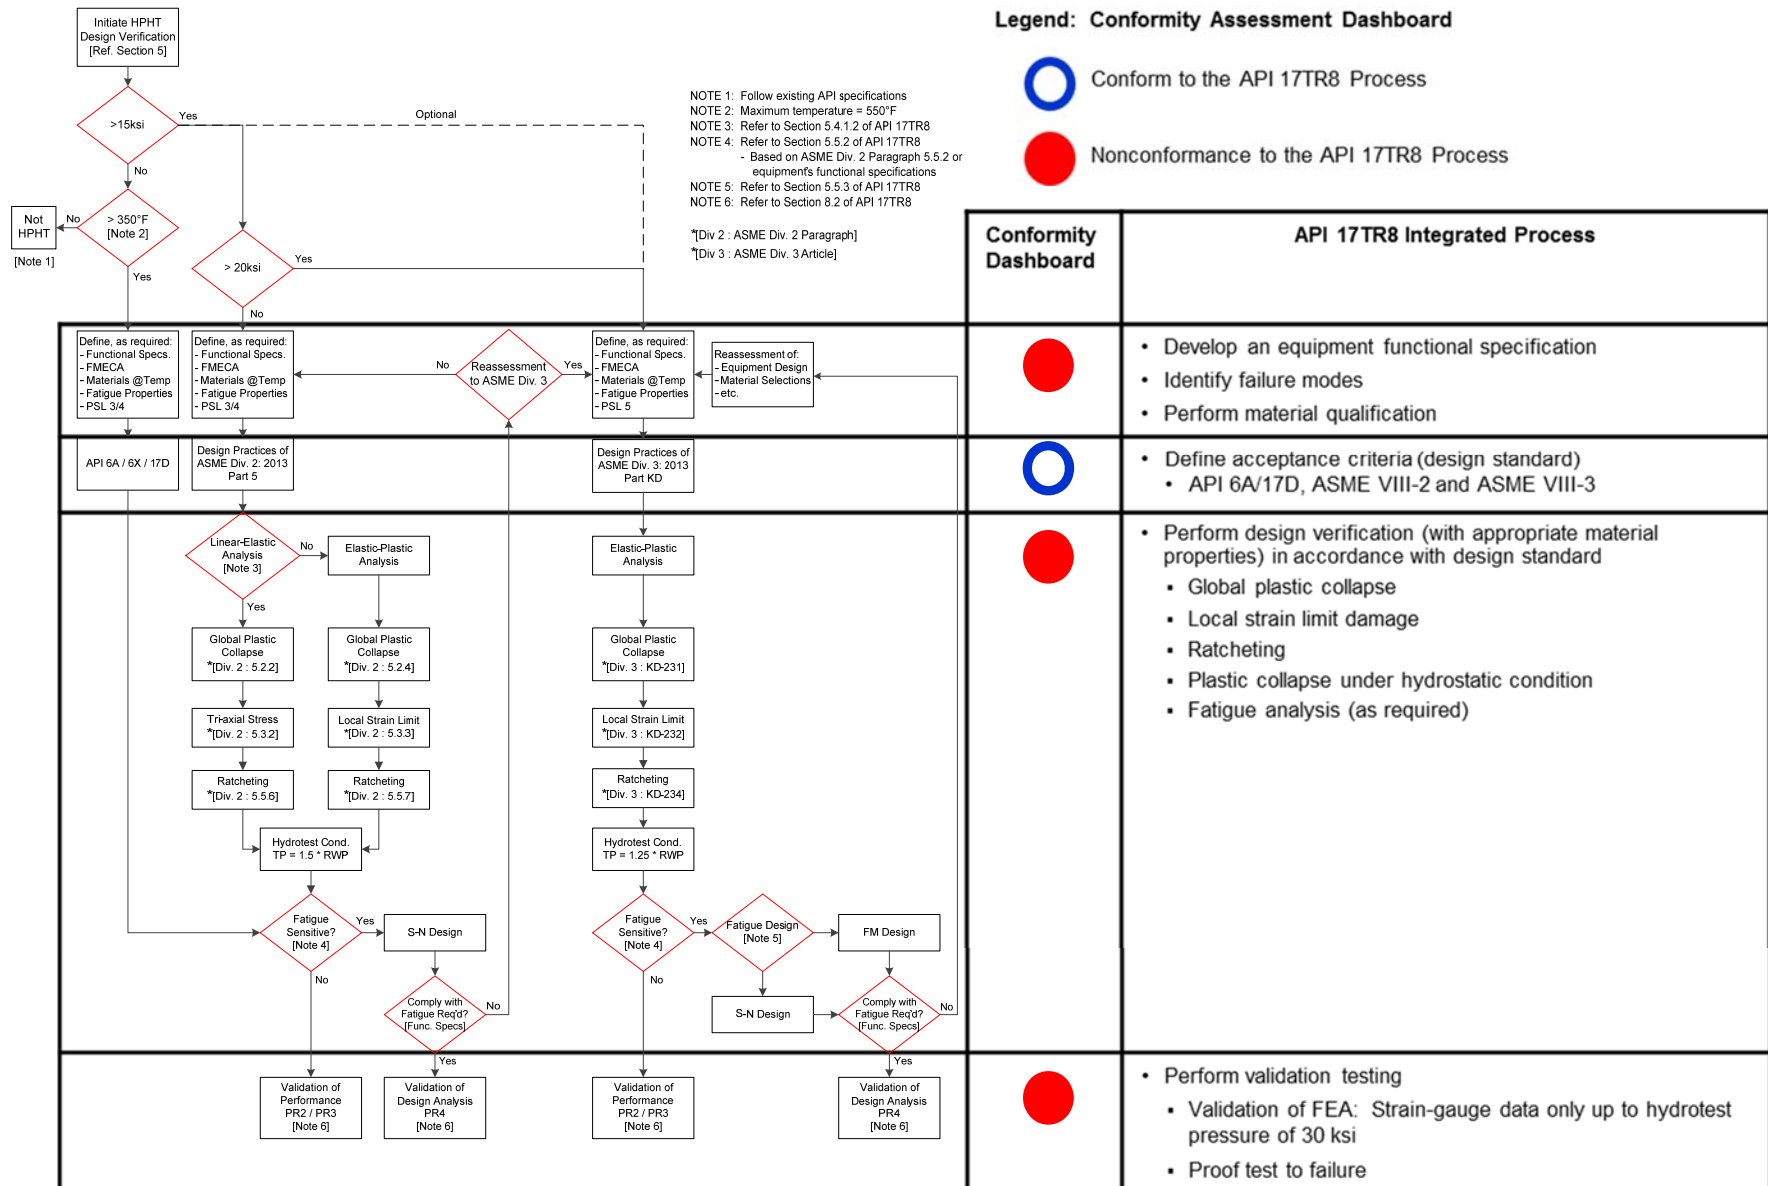 Initiate HPHT
Design Verification
[Ref. Section 5]
>15ksi
Yes
No
Optional
> 350°F
[Note 2]
No
Not
HPHT
[Note 1]
Yes
> 20ksi
Yes
No
NOTE 1: Follow existing API specifications
NOTE 2: Maximum temperature = 550°F
NOTE 3: Refer to Section 5.4.1.2 of API 17TR8
NOTE 4: Refer to Section 5.5.2 of API 17TR8
- Based on ASME Div. 2 Paragraph 5.5.2 or
equipment's functional specifications
NOTE 5: Refer to Section 5.5.3 of API 17TR8
NOTE 6: Refer to Section 8.2 of API 17TR8
*[Div 2 : ASME Div. 2 Paragraph]
*[Div 3 : ASME Div. 3 Article]
Legend: Conformity Assessment Dashboard
Conform to the API 17TR8 Process
Nonconformance to the API 17TR8 Process
Conformity
Dashboard
API 17TR8 Integrated Process
Define, as required:
- Functional Specs.
- FMECA
- Materials @Temp
- Fatigue Properties
- PSL 3/4
Define, as required:
- Functional Specs.
- FMECA
- Materials @Temp
- Fatigue Properties
- PSL 3/4
No
Reassessment
to ASME Div. 3
Yes
Define, as required:
- Functional Specs.
- FMECA
- Materials @Temp
- Fatigue Properties
- PSL 5
Reassessment of:
- Equipment Design
- Material Selections
- etc.
• Develop an equipment functional specification
• Identify failure modes
• Perform material qualification
API 6A / 6X / 17D
Design Practices of
ASME Div. 2: 2013
Part 5
Design Practices of
ASME Div. 3: 2013
Part KD
• Define acceptance criteria (design standard)
• API 6A/17D, ASME VIII-2 and ASME VIII-3
Linear-Elastic
Analysis
[Note 3]
No
Yes
Elastic-Plastic
Analysis
Elastic-Plastic
Analysis
Global Plastic
Collapse
*[Div. 2 : 5.2.2]
Global Plastic
Collapse
*[Div. 2 : 5.2.4]
Global Plastic
Collapse
*[Div. 3 : KD-231]
Tri-axial Stress
*[Div. 2 : 5.3.2]
Local Strain Limit
*[Div. 2 : 5.3.3]
Local Strain Limit
*[Div. 3 : KD-232]
Ratcheting
*[Div. 2 : 5.5.6]
Ratcheting
*[Div. 2 : 5.5.7]
Ratcheting
*[Div. 3 : KD-234]
Hydrotest Cond.
TP = 1.5 * RWP
Hydrotest Cond.
TP = 1.25 * RWP
Fatigue
Sensitive?
[Note 4]
Yes
No
S-N Design
Comply with
Fatigue Req'd?
[Func. Specs]
No
Yes
Fatigue
Sensitive?
[Note 4]
Yes
No
Fatigue Design
[Note 5]
FM Design
S-N Design
Comply with
Fatigue Req'd?
[Func. Specs]
No
Yes
• Perform design verification (with appropriate material
properties) in accordance with design standard
▪ Global plastic collapse
▪ Local strain limit damage
▪ Ratcheting
▪ Plastic collapse under hydrostatic condition
▪ Fatigue analysis (as required)
Validation of
Performance
PR2 / PR3
[Note 6]
Validation of
Design Analysis
PR4
[Note 6]
Validation of
Performance
PR2 / PR3
[Note 6]
Validation of
Design Analysis
PR4
[Note 6]
• Perform validation testing
▪ Validation of FEA: Strain-gauge data only up to hydrotest
pressure of 30 ksi
▪ Proof test to failure